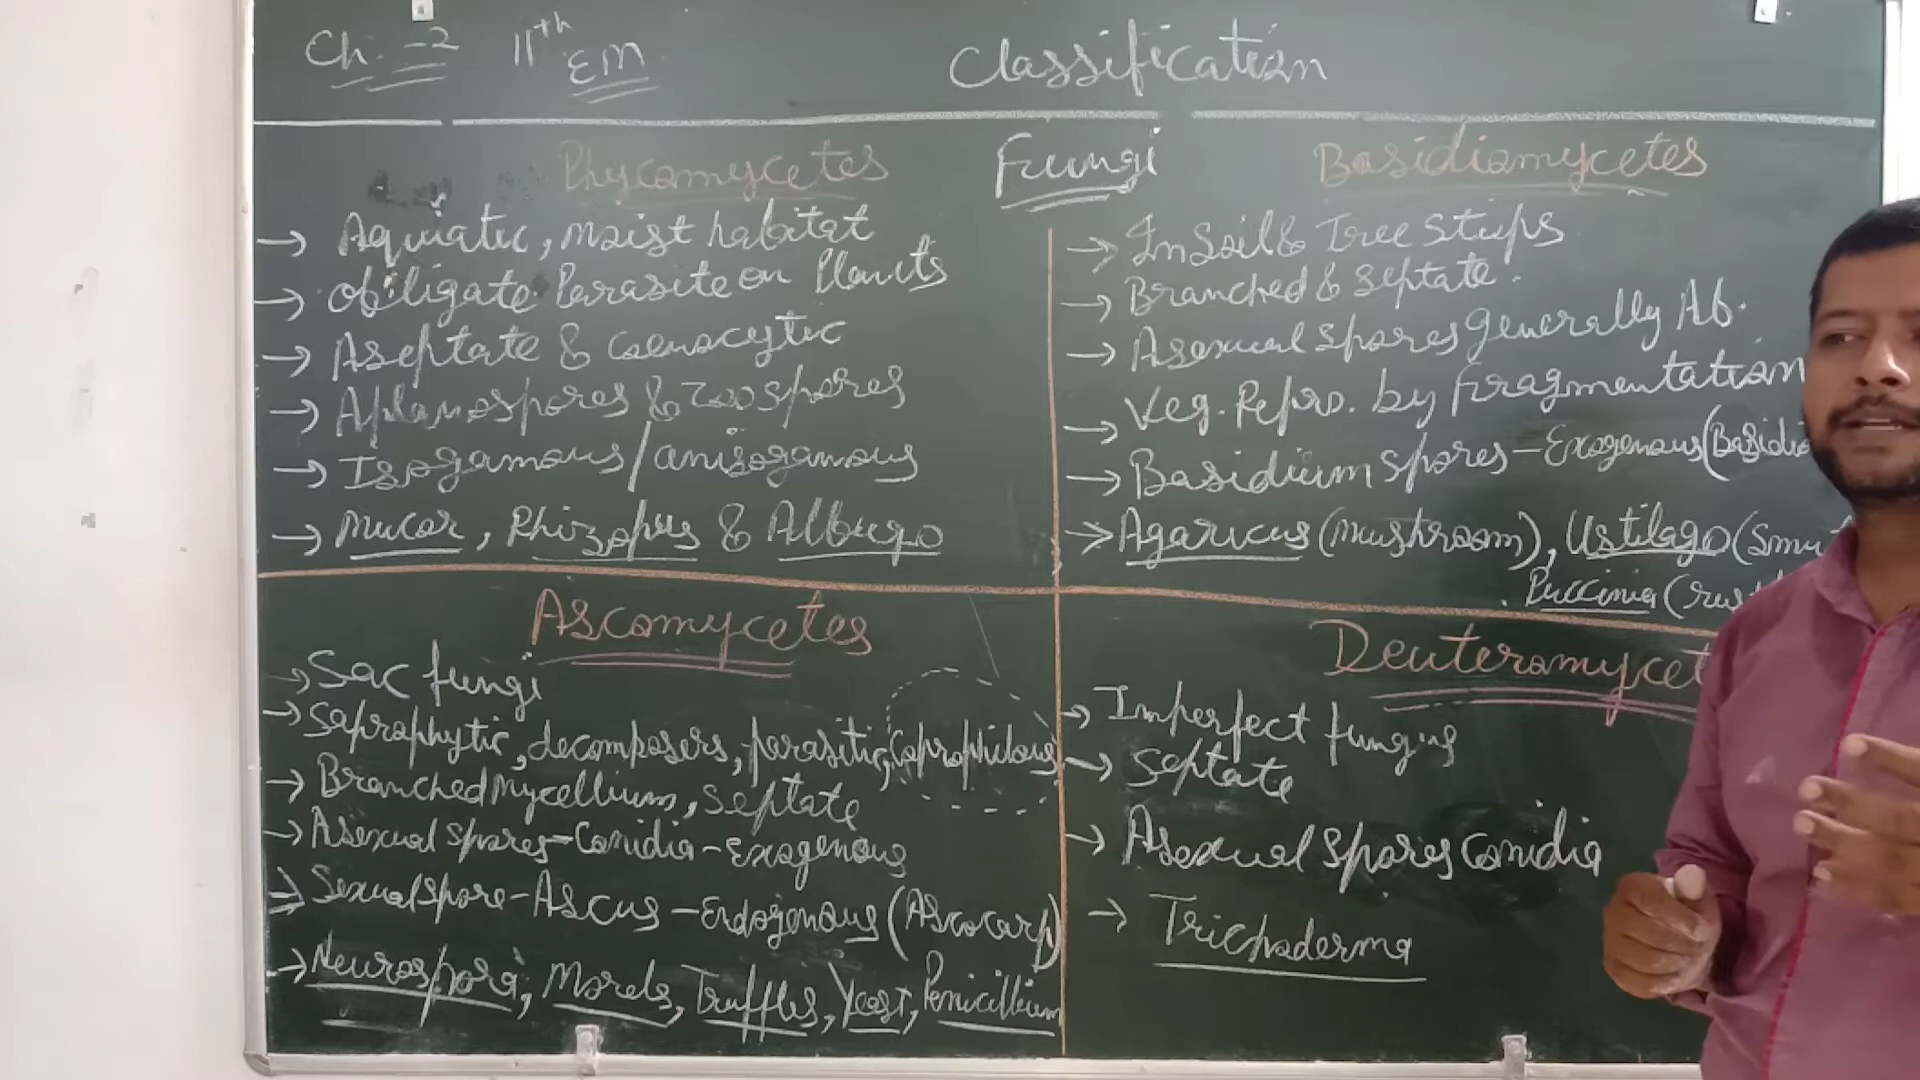 Ch.-2 11th EM
Classification
Fungi
Phycomycetes
→ Aquatic, moist habitat
→ obligate Parasite on Plants
→ Aseptate & Coenocytic
→ Aplanospores & zoospores
→ Isogamous/anisogamous
→ Mucor, Rhizopus & Albugo
Basidiomycetes
→ In Soil & Tree
→ Branched & Septate.
→ Asexual spores generally Ab.
→ Veg. Repro. by fragmentation
→ Basidium spores - Exogenous (Basidio
→ Agaricus (mushroom), Ustilago (Smu
Puccinia (rus
Ascomycetes
→ Sac fungi
→ Saprophytic, decomposers, parasitic, Coprophilous
→ Branched Mycellium, Septate
→ Asexual spores - Conidia - Exogenous
→ Sexual spore - Ascus - Endogenous (Ascocarp)
→ Neurospora, Morels, Truffles, Yeast, Penicillium
Deuteromycet
→ Imperfect fungus
→ Septate
→ Asexual Spores Conidia
→ Trichoderma